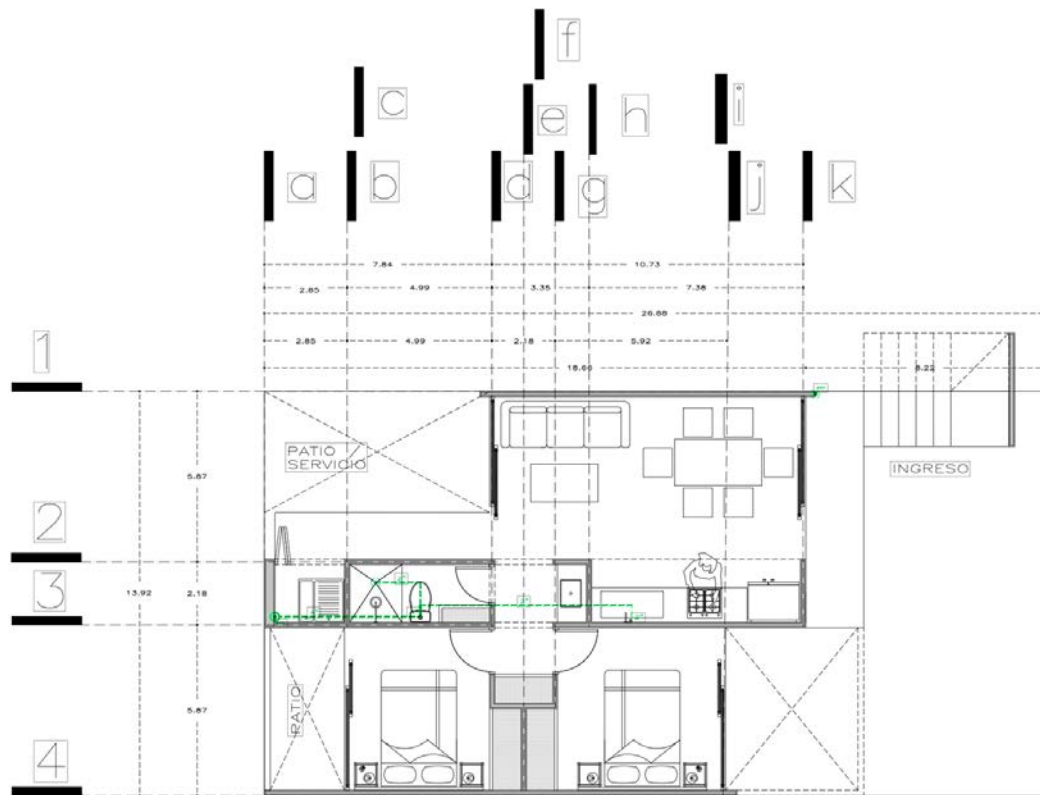 f
c
e
h
i
a
b
d
g
j
k
7.84
10.73
2.85
4.99
3.35
7.38
26.88
2.85
4.99
2.18
5.92
18.66
8.22
1
PATIO /
SERVICIO
INGRESO
5.87
2
3
13.92
2.18
PATIO
5.87
4